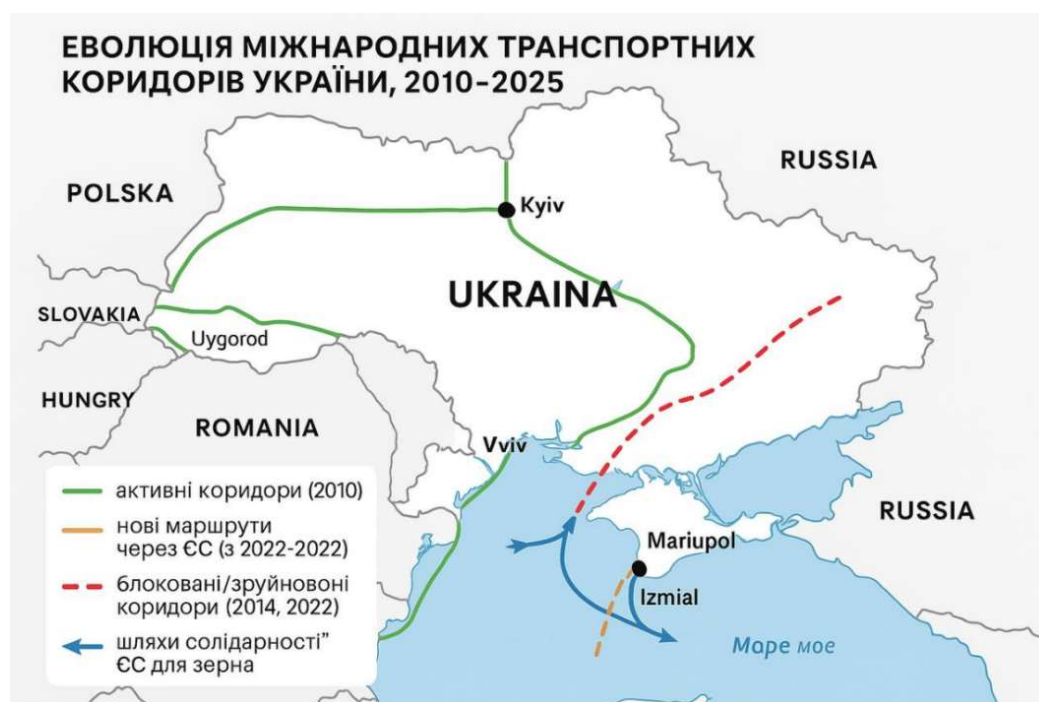 ЕВОЛЮЦІЯ МІЖНАРОДНИХ ТРАНСПОРТНИХ
КОРИДОРІВ УКРАЇНИ, 2010–2025
RUSSIA
POLSKA
Kyiv
UKRAINA
SLOVAKIA
Uygorod
HUNGRY
ROMANIA
Vviv
активні коридори (2010)
нові маршрути
через ЄС (з 2022-2022)
блоковані/зруйновоні
коридори (2014, 2022)
шляхи солідарності”
ЄС для зерна
RUSSIA
Mariupol
Izmial
Маре мое